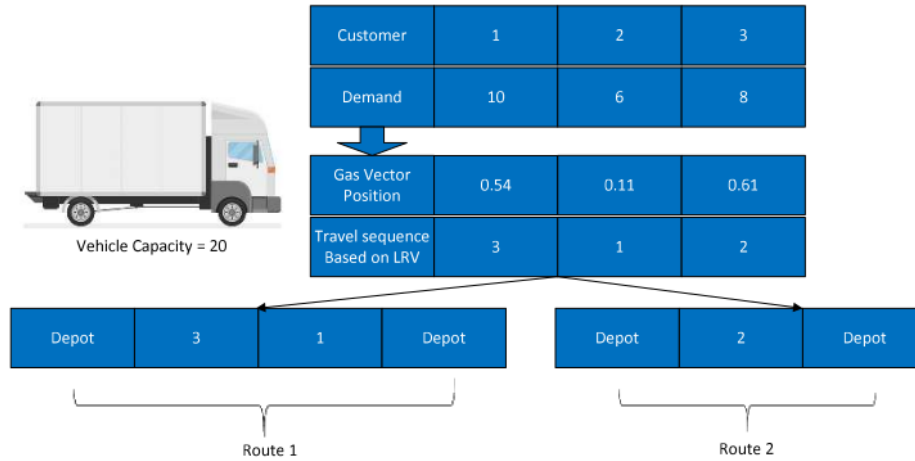 Customer 1 2 3
Demand 10 6 8
Gas Vector
Position 0.54 0.11 0.61
Vehicle Capacity = 20
Travel sequence
Based on LRV 3 1 2
Depot 3 1 Depot
Depot 2 Depot
Route 1
Route 2